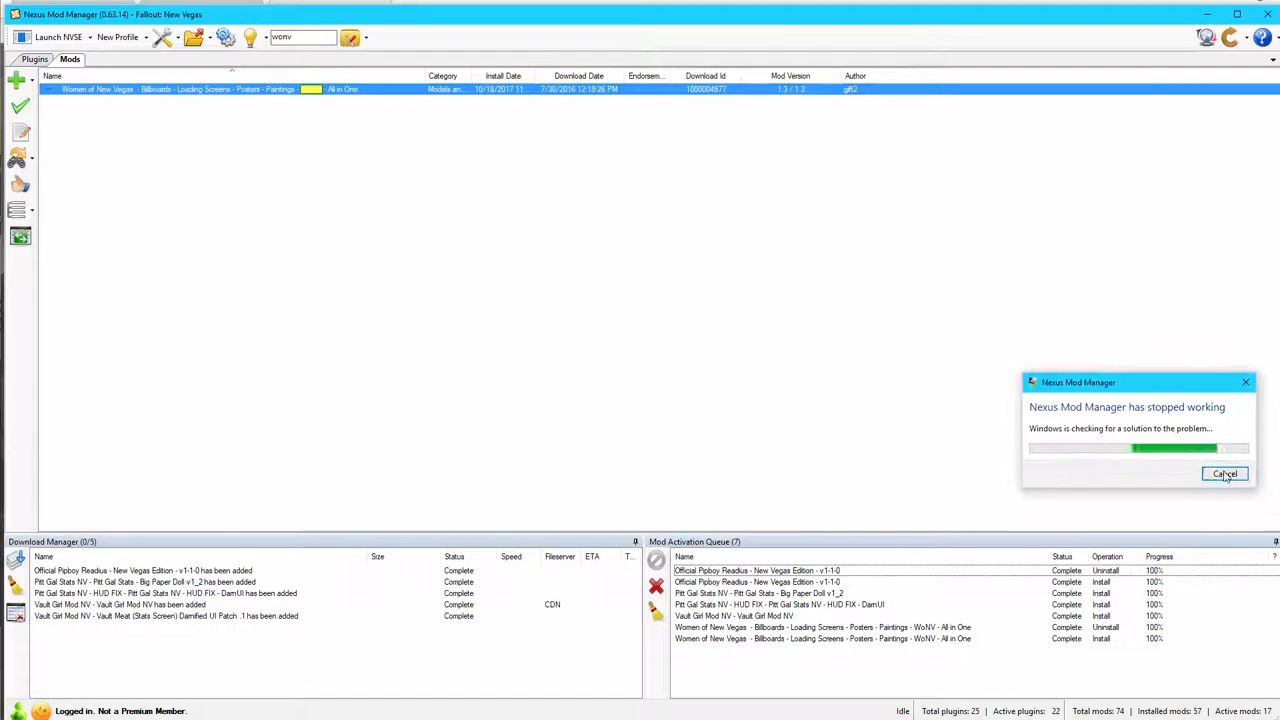 Nexus Mod Manager (0.63.14) - Fallout: New Vegas
Launch NVSE New Profile wonv
Plugins Mods
Name Category Install Date Download Date Endorsem... Download Id Mod Version Author
Women of New Vegas - Billboards - Loading Screens - Posters - Paintings - - All in One Models an... 10/18/2017 11:... 7/30/2016 12:19:26 PM 1000004977 1.3 / 1.3 gift2
Nexus Mod Manager
Nexus Mod Manager has stopped working
Windows is checking for a solution to the problem...
Cancel
Download Manager (0/5)
Name Size Status Speed Fileserver ETA T...
Official Pipboy Readius - New Vegas Edition - v1-1-0 has been added Complete
Pitt Gal Stats NV - Pitt Gal Stats - Big Paper Doll v1_2 has been added Complete
Pitt Gal Stats NV - HUD FIX - Pitt Gal Stats NV - HUD FIX - DamUI has been added Complete
Vault Girl Mod NV - Vault Girl Mod NV has been added Complete CDN
Vault Girl Mod NV - Vault Meat (Stats Screen) Damified UI Patch .1 has been added Complete
Mod Activation Queue (7)
Name Status Operation Progress ?
Official Pipboy Readius - New Vegas Edition - v1-1-0 Complete Uninstall 100%
Official Pipboy Readius - New Vegas Edition - v1-1-0 Complete Install 100%
Pitt Gal Stats NV - Pitt Gal Stats - Big Paper Doll v1_2 Complete Install 100%
Pitt Gal Stats NV - HUD FIX - Pitt Gal Stats NV - HUD FIX - DamUI Complete Install 100%
Vault Girl Mod NV - Vault Girl Mod NV Complete Install 100%
Women of New Vegas - Billboards - Loading Screens - Posters - Paintings - WoNV - All in One Complete Uninstall 100%
Women of New Vegas - Billboards - Loading Screens - Posters - Paintings - WoNV - All in One Complete Install 100%
Logged in. Not a Premium Member. Idle Total plugins: 25 | Active plugins: 22 Total mods: 74 | Installed mods: 57 | Active mods: 17